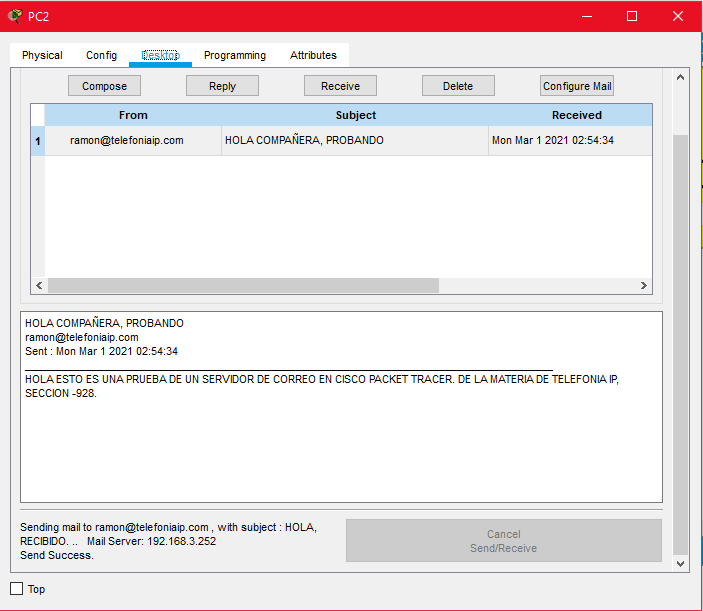 PC2
Physical Config Desktop Programming Attributes
Compose Reply Receive Delete Configure Mail
From Subject Received
1 ramon@telefoniaip.com HOLA COMPAÑERA, PROBANDO Mon Mar 1 2021 02:54:34
HOLA COMPAÑERA, PROBANDO
ramon@telefoniaip.com
Sent : Mon Mar 1 2021 02:54:34
HOLA ESTO ES UNA PRUEBA DE UN SERVIDOR DE CORREO EN CISCO PACKET TRACER. DE LA MATERIA DE TELEFONIA IP,
SECCION -928.
Sending mail to ramon@telefoniaip.com , with subject : HOLA,
RECIBIDO. .. Mail Server: 192.168.3.252
Send Success.
Cancel
Send/Receive
Top